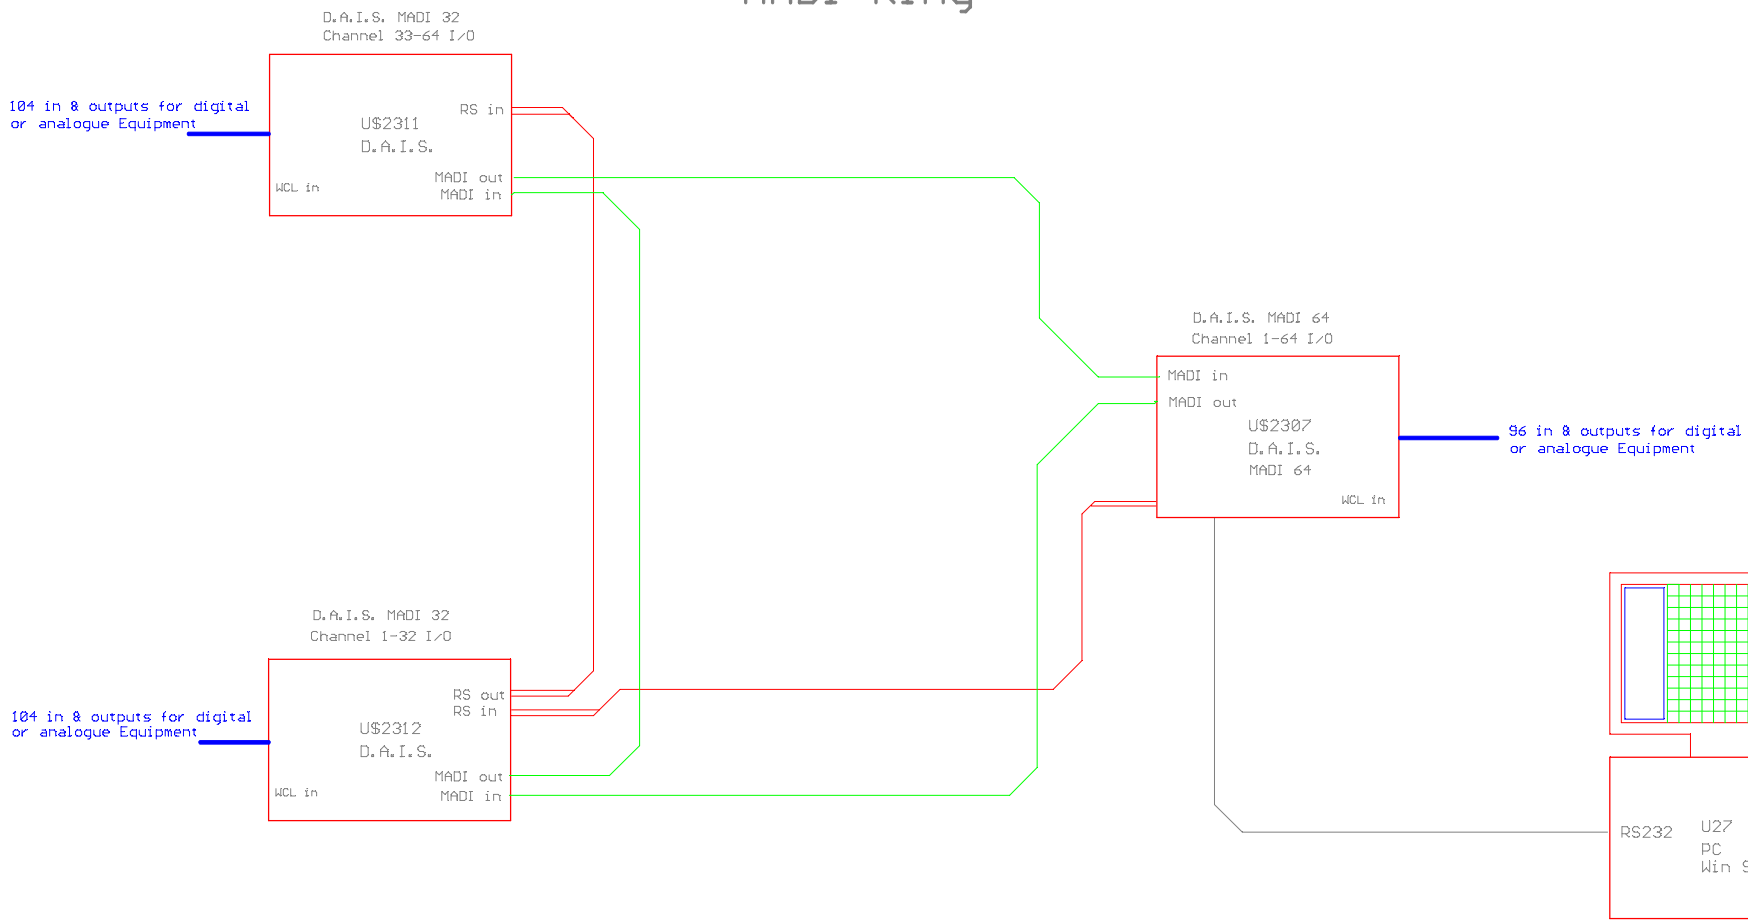 MADI Ring
D.A.I.S. MADI 32
Channel 33-64 I/O
104 in & outputs for digital
or analogue Equipment
RS in
U$2311
D.A.I.S.
MADI out
MADI in
WCL in
D.A.I.S. MADI 64
Channel 1-64 I/O
MADI in
MADI out
U$2307
D.A.I.S.
MADI 64
WCL in
96 in & outputs for digital
or analogue Equipment
D.A.I.S. MADI 32
Channel 1-32 I/O
RS out
RS in
104 in & outputs for digital
or analogue Equipment
U$2312
D.A.I.S.
MADI out
MADI in
WCL in
RS232
U27
PC
Win